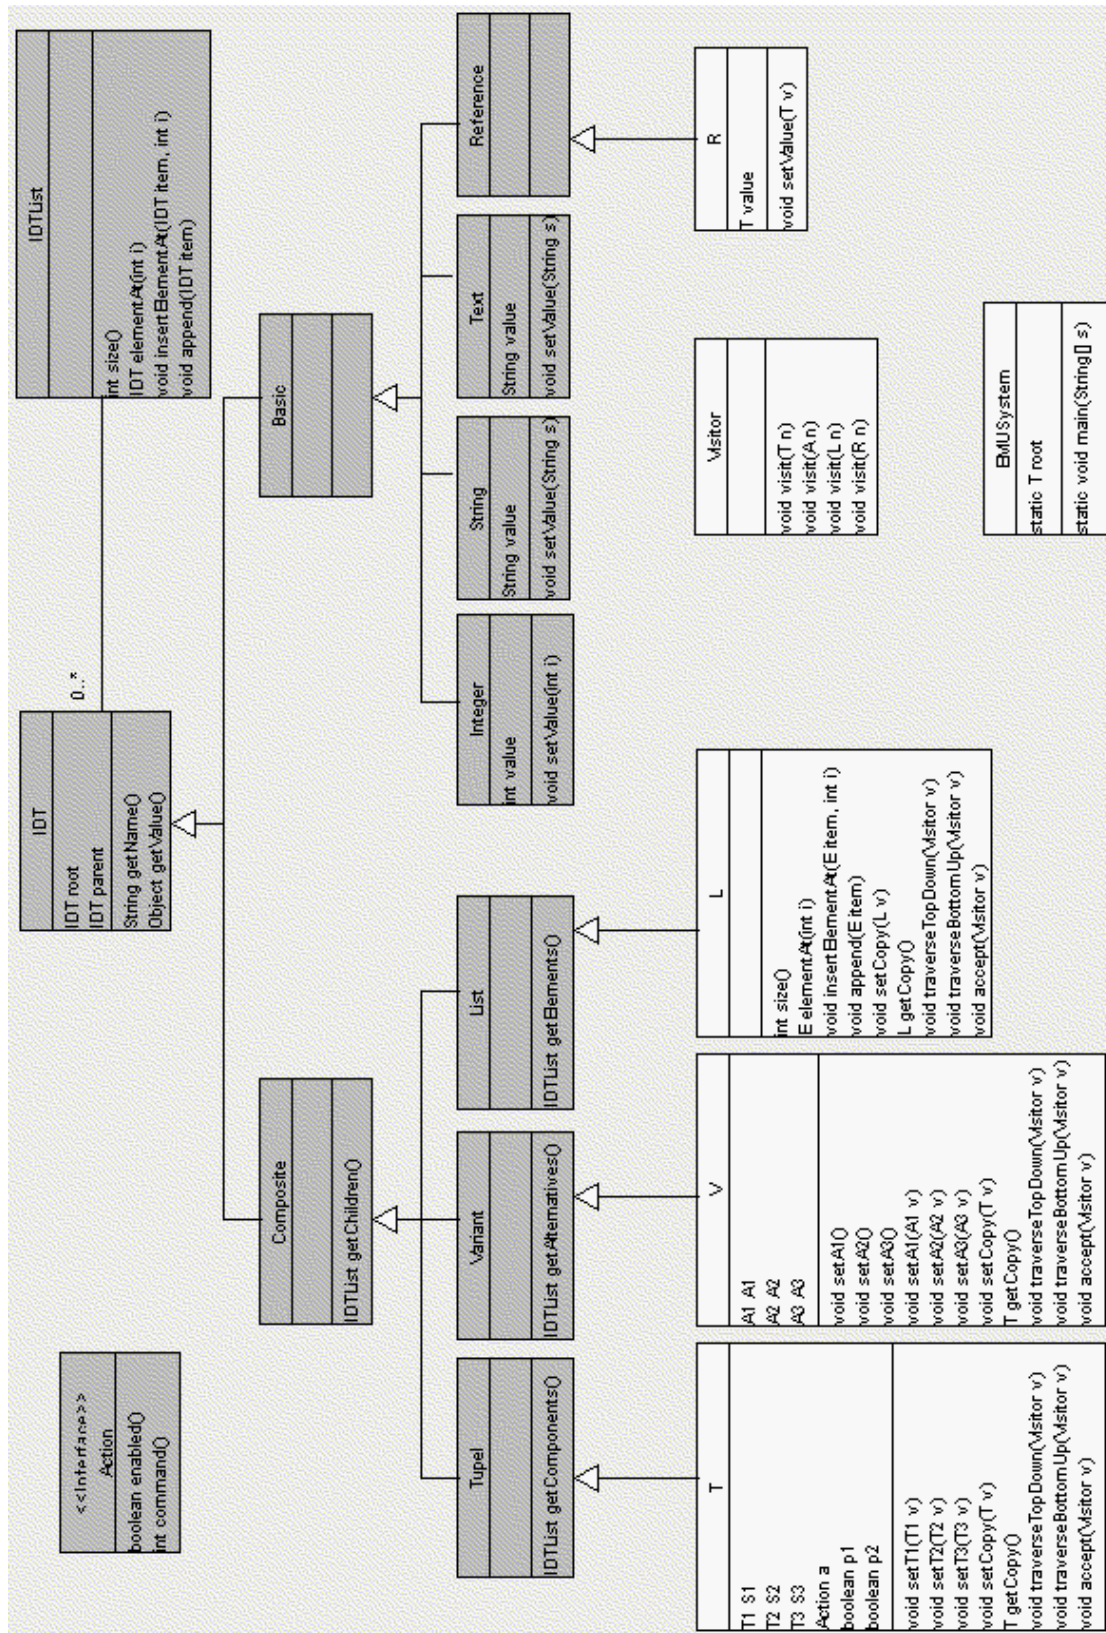 <<Interface>>
Action
boolean enabled()
int command()
IDT
IDT root
IDT parent
String getName()
Object getValue()
0..*
IDTList
int size()
IDT elementAt(int i)
void insertElementAt(IDT item, int i)
void append(IDT item)
Composite
IDTList getChildren()
Basic
Tupel
IDTList getComponents()
Variant
IDTList getAlternatives()
List
IDTList getElements()
Integer
int value
void setValue(int i)
String
String value
void setValue(String s)
Text
String value
void setValue(String s)
Reference
T
T1 S1
T2 S2
T3 S3
Action a
boolean p1
boolean p2
void setT1(T1 v)
void setT2(T2 v)
void setT3(T3 v)
void setCopy(T v)
T getCopy()
void traverseTopDown(Visitor v)
void traverseBottomUp(Visitor v)
void accept(Visitor v)
V
A1 A1
A2 A2
A3 A3
void setA1()
void setA2()
void setA3()
void setA1(A1 v)
void setA2(A2 v)
void setA3(A3 v)
void setCopy(T v)
T getCopy()
void traverseTopDown(Visitor v)
void traverseBottomUp(Visitor v)
void accept(Visitor v)
L
int size()
E elementAt(int i)
void insertElementAt(E item, int i)
void append(E item)
void setCopy(L v)
L getCopy()
void traverseTopDown(Visitor v)
void traverseBottomUp(Visitor v)
void accept(Visitor v)
Visitor
void visit(T n)
void visit(A n)
void visit(L n)
void visit(R n)
R
T value
void setValue(T v)
EMUSystem
static T root
static void main(String[] s)